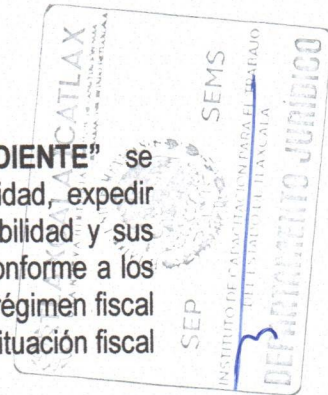 DIENTE" se
idad, expedir
bilidad y sus
onforme a los
régimen fiscal
ituación fiscal
SEP SEMS
INSTITUTO DE CAPACITACIÓN PARA EL TRABAJO
DEL ESTADO DE TLAXCALA
DEPARTAMENTO JURÍDICO